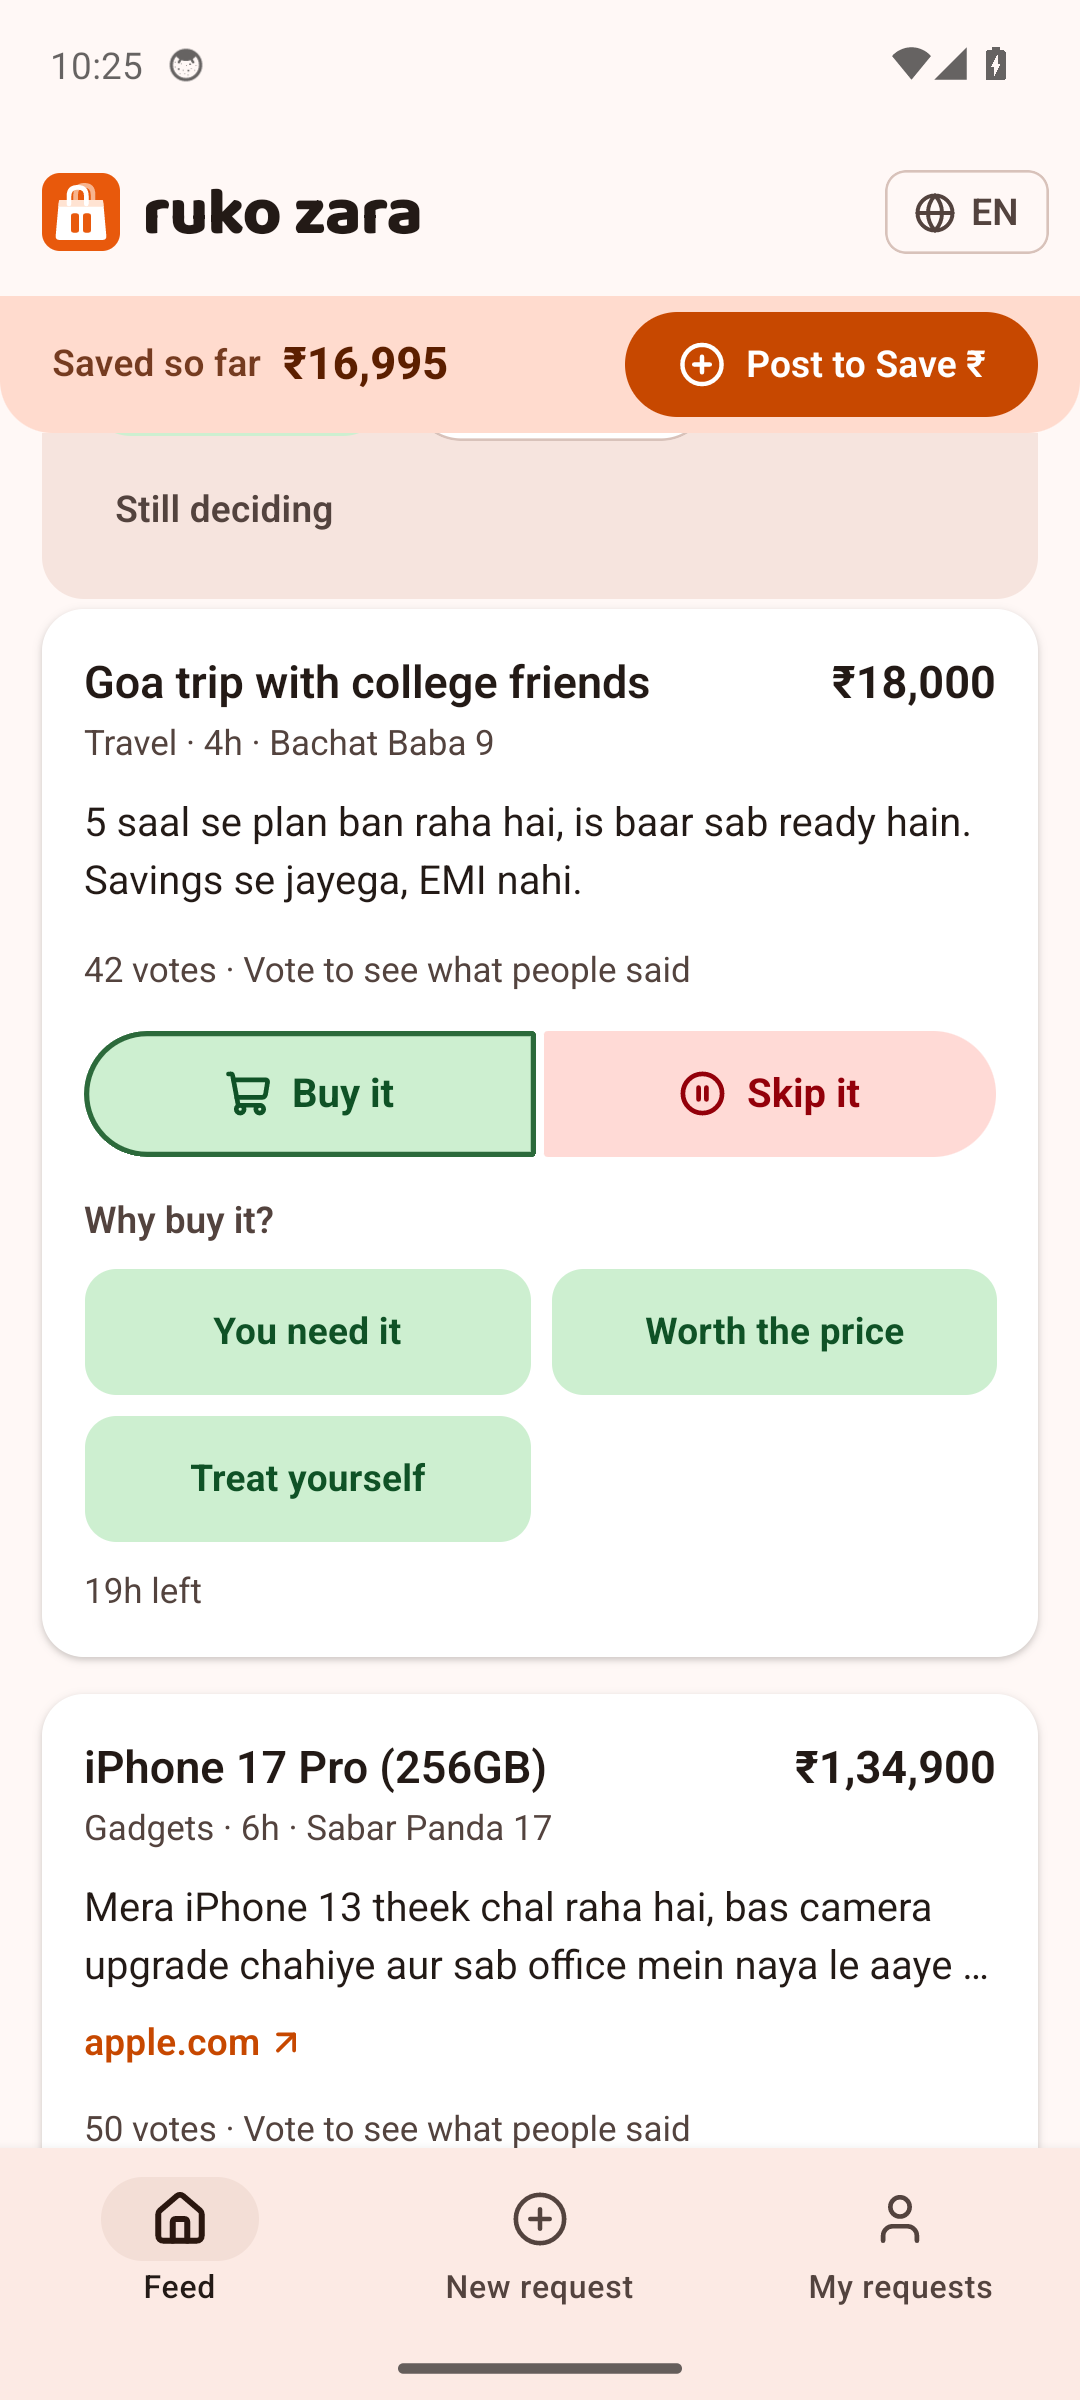 10:25
ruko zara
EN
Saved so far ₹16,995
Post to Save ₹
Still deciding
Goa trip with college friends
₹18,000
Travel · 4h · Bachat Baba 9
5 saal se plan ban raha hai, is baar sab ready hain.
Savings se jayega, EMI nahi.
42 votes · Vote to see what people said
Buy it
Skip it
Why buy it?
You need it
Worth the price
Treat yourself
19h left
iPhone 17 Pro (256GB)
₹1,34,900
Gadgets · 6h · Sabar Panda 17
Mera iPhone 13 theek chal raha hai, bas camera
upgrade chahiye aur sab office mein naya le aaye ...
apple.com
50 votes · Vote to see what people said
Feed
New request
My requests